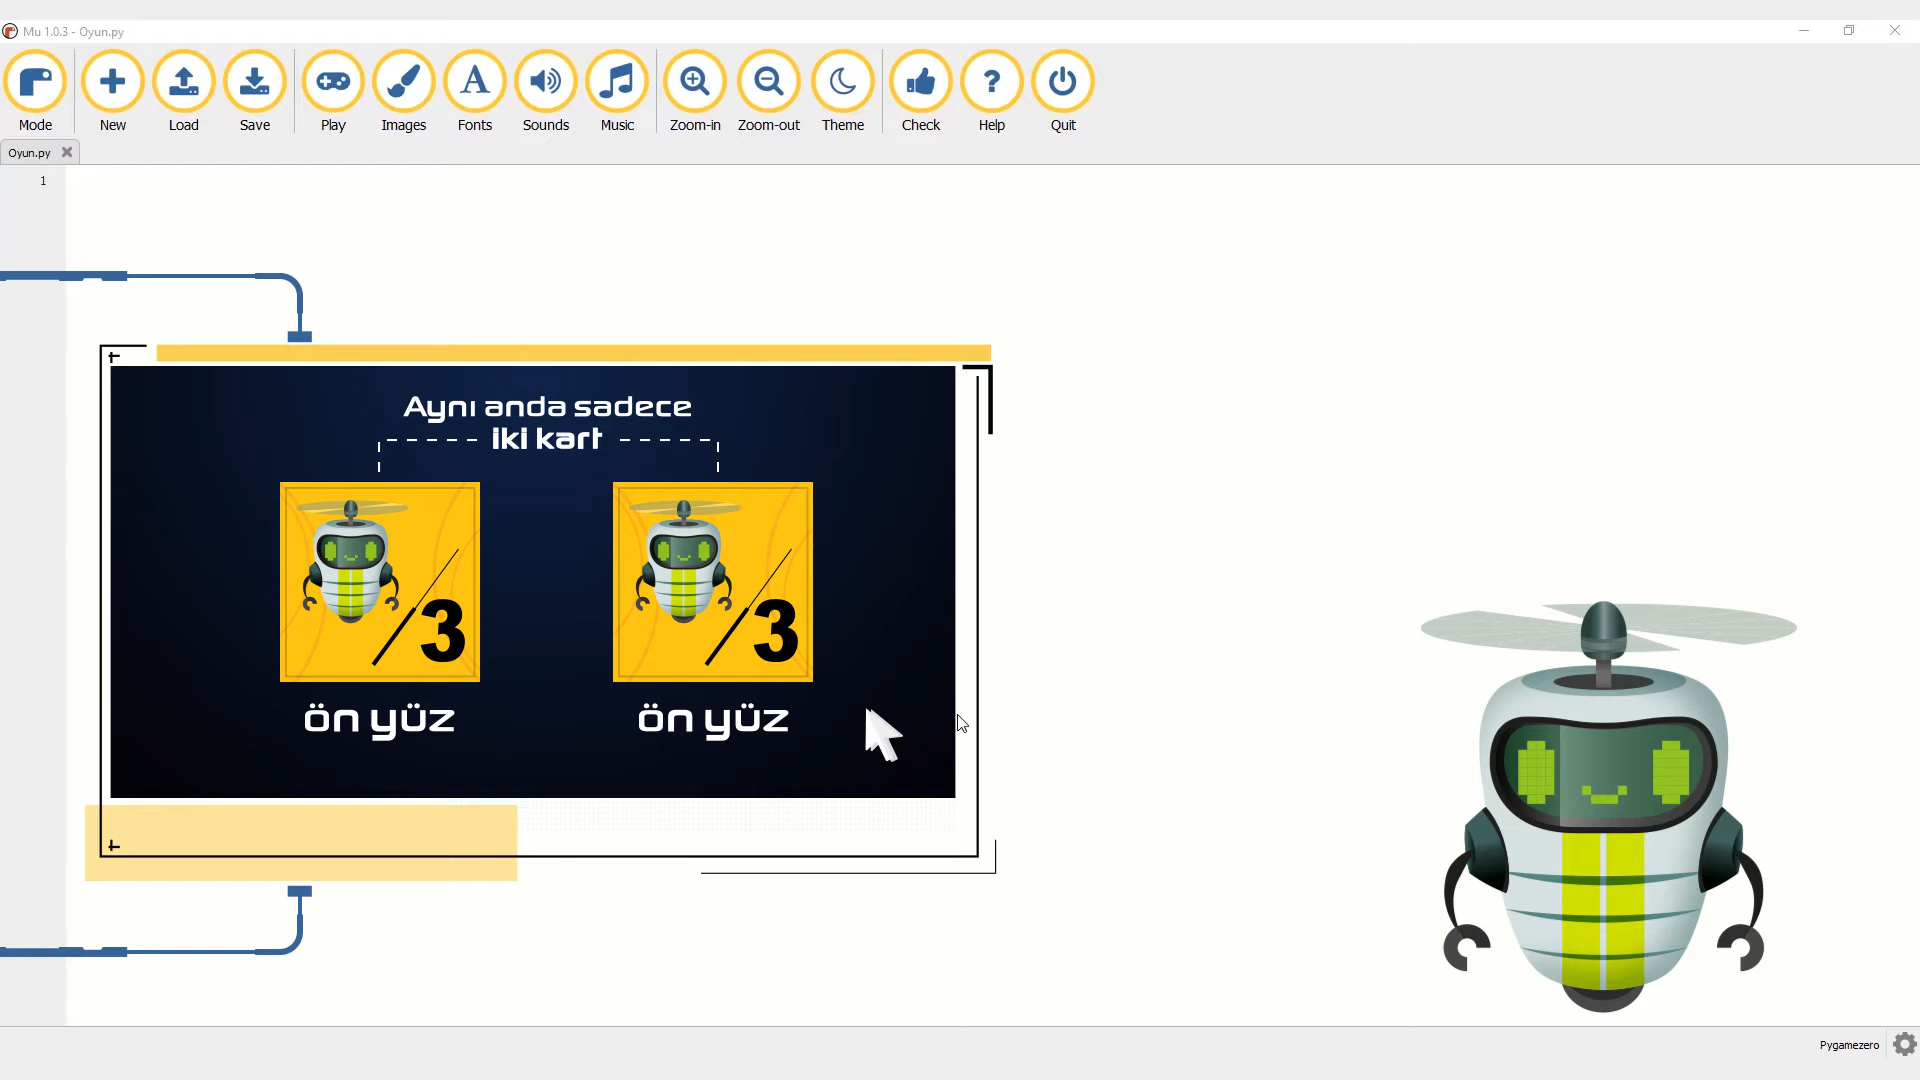 Mu 1.0.3 - Oyun.py
Mode New Load Save Play Images Fonts Sounds Music Zoom-in Zoom-out Theme Check Help Quit
Oyun.py
1
Aynı anda sadece
iki kart
3 3
ön yüz ön yüz
Pygamezero